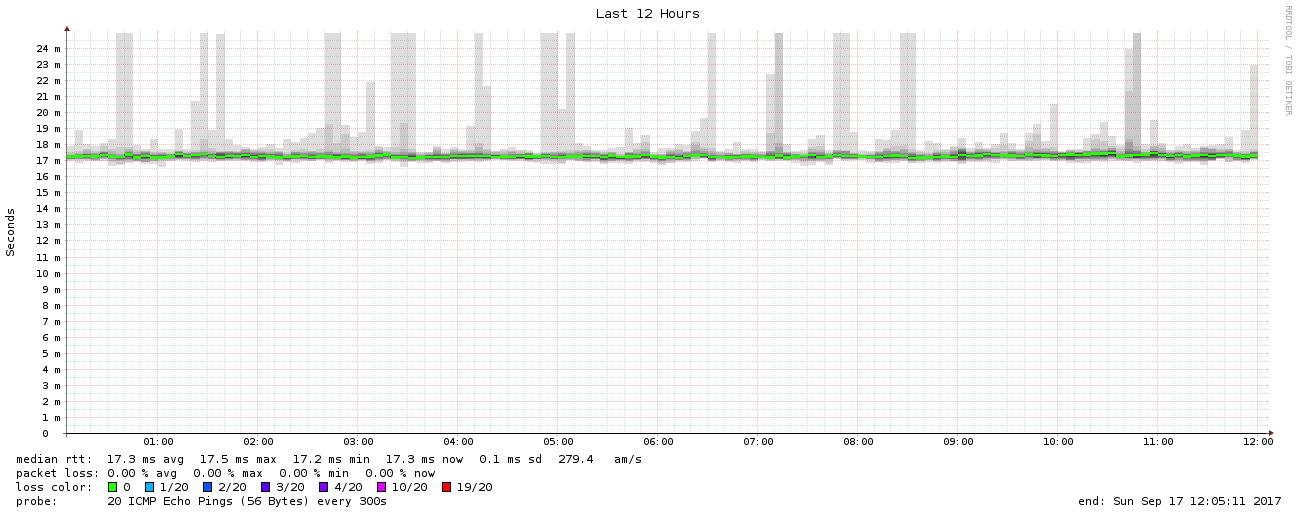 Last 12 Hours
RRDTOOL / TOBI OETIKER
Seconds
24 m
23 m
22 m
21 m
20 m
19 m
18 m
17 m
16 m
15 m
14 m
13 m
12 m
11 m
10 m
9 m
8 m
7 m
6 m
5 m
4 m
3 m
2 m
1 m
0
01:00 02:00 03:00 04:00 05:00 06:00 07:00 08:00 09:00 10:00 11:00 12:00
median rtt: 17.3 ms avg 17.5 ms max 17.2 ms min 17.3 ms now 0.1 ms sd 279.4 am/s
packet loss: 0.00 % avg 0.00 % max 0.00 % min 0.00 % now
loss color: 0 1/20 2/20 3/20 4/20 10/20 19/20
probe: 20 ICMP Echo Pings (56 Bytes) every 300s end: Sun Sep 17 12:05:11 2017